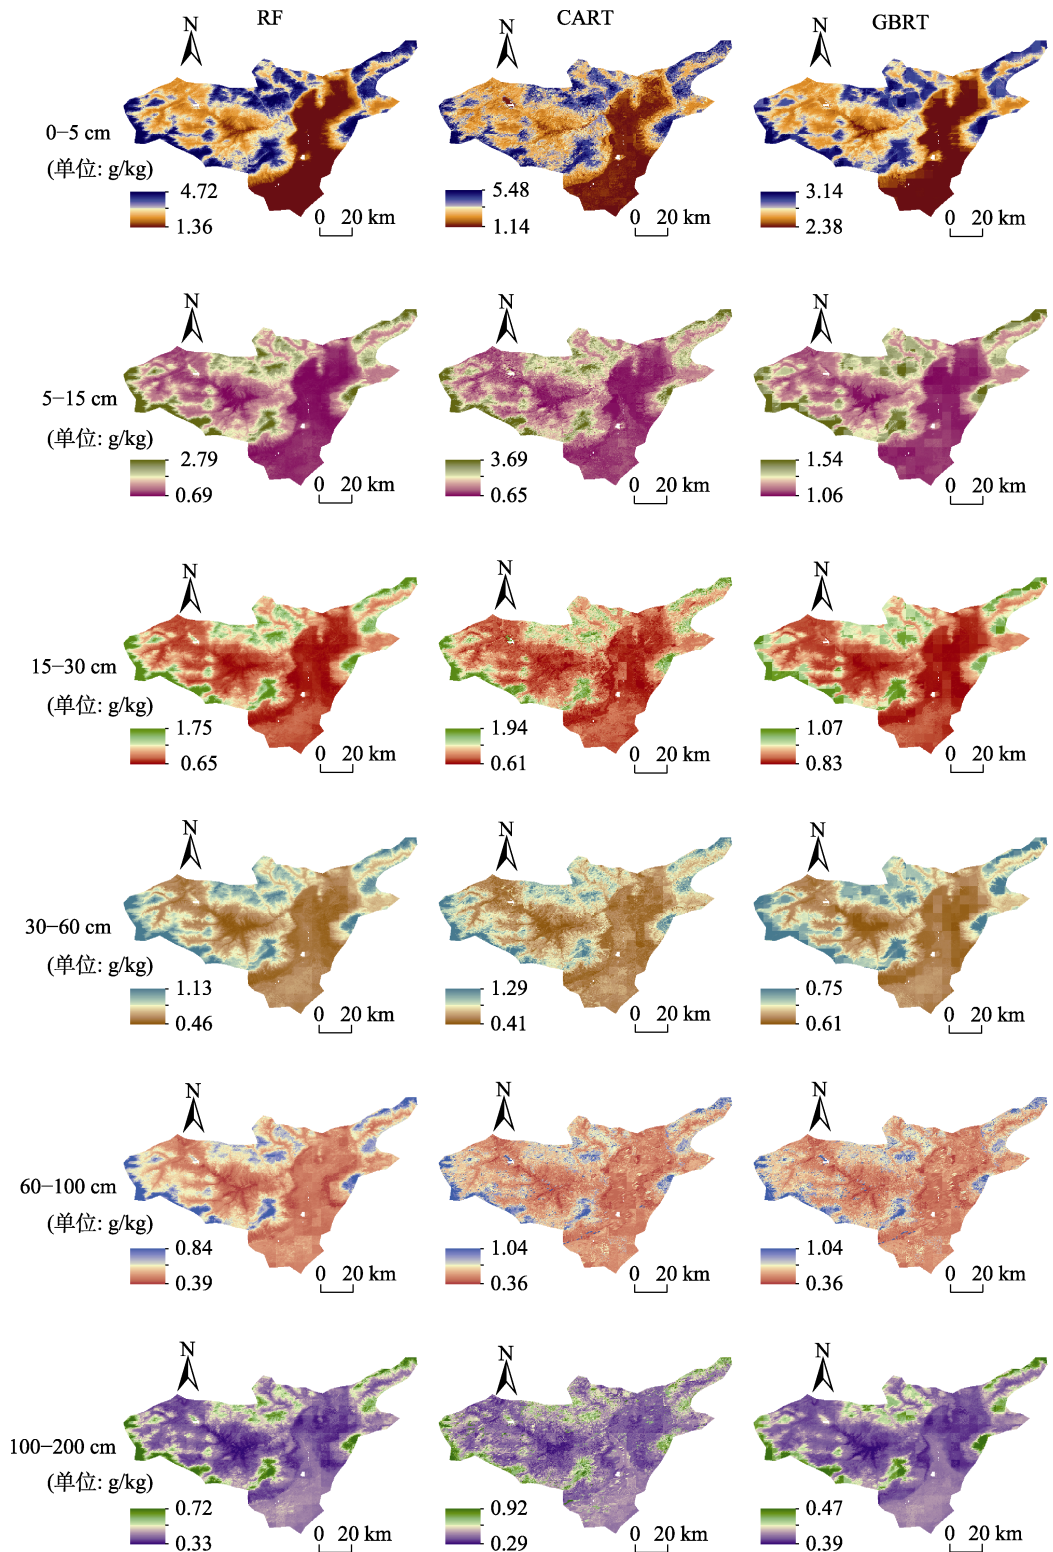 RF CART GBRT
N N N
0−5 cm
(单位: g/kg)
4.72 5.48 3.14
1.36 1.14 2.38
0 20 km 0 20 km 0 20 km
N N N
5−15 cm
(单位: g/kg)
2.79 3.69 1.54
0.69 0.65 1.06
0 20 km 0 20 km 0 20 km
N N N
15−30 cm
(单位: g/kg)
1.75 1.94 1.07
0.65 0.61 0.83
0 20 km 0 20 km 0 20 km
N N N
30−60 cm
(单位: g/kg)
1.13 1.29 0.75
0.46 0.41 0.61
0 20 km 0 20 km 0 20 km
N N N
60−100 cm
(单位: g/kg)
0.84 1.04 1.04
0.39 0.36 0.36
0 20 km 0 20 km 0 20 km
N N N
100−200 cm
(单位: g/kg)
0.72 0.92 0.47
0.33 0.29 0.39
0 20 km 0 20 km 0 20 km